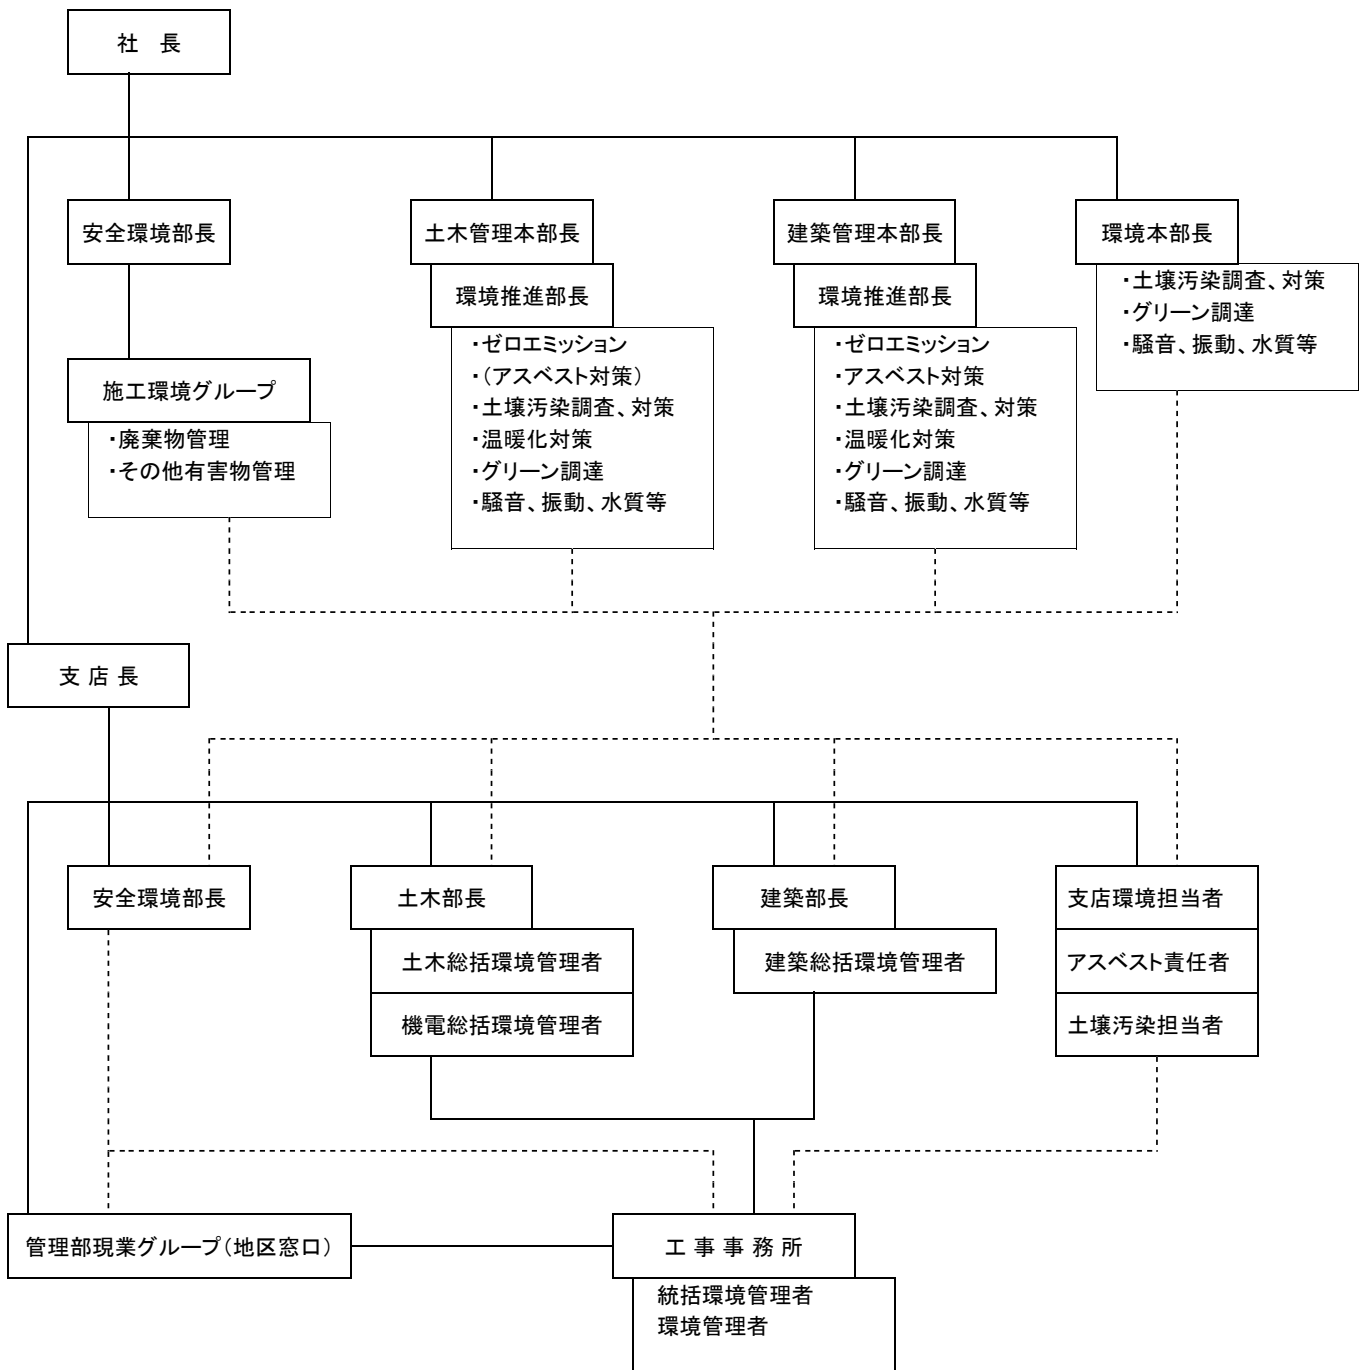 社　長
安全環境部長
土木管理本部長
建築管理本部長
環境本部長
環境推進部長
環境推進部長
・土壌汚染調査、対策
・グリーン調達
・騒音、振動、水質等
・ゼロエミッション
・（アスベスト対策）
・土壌汚染調査、対策
・温暖化対策
・グリーン調達
・騒音、振動、水質等
・ゼロエミッション
・アスベスト対策
・土壌汚染調査、対策
・温暖化対策
・グリーン調達
・騒音、振動、水質等
施工環境グループ
・廃棄物管理
・その他有害物管理
支 店 長
安全環境部長
土木部長
建築部長
支店環境担当者
土木総括環境管理者
建築総括環境管理者
アスベスト責任者
機電総括環境管理者
土壌汚染担当者
管理部現業グループ（地区窓口）
工 事 事 務 所
統括環境管理者
環境管理者